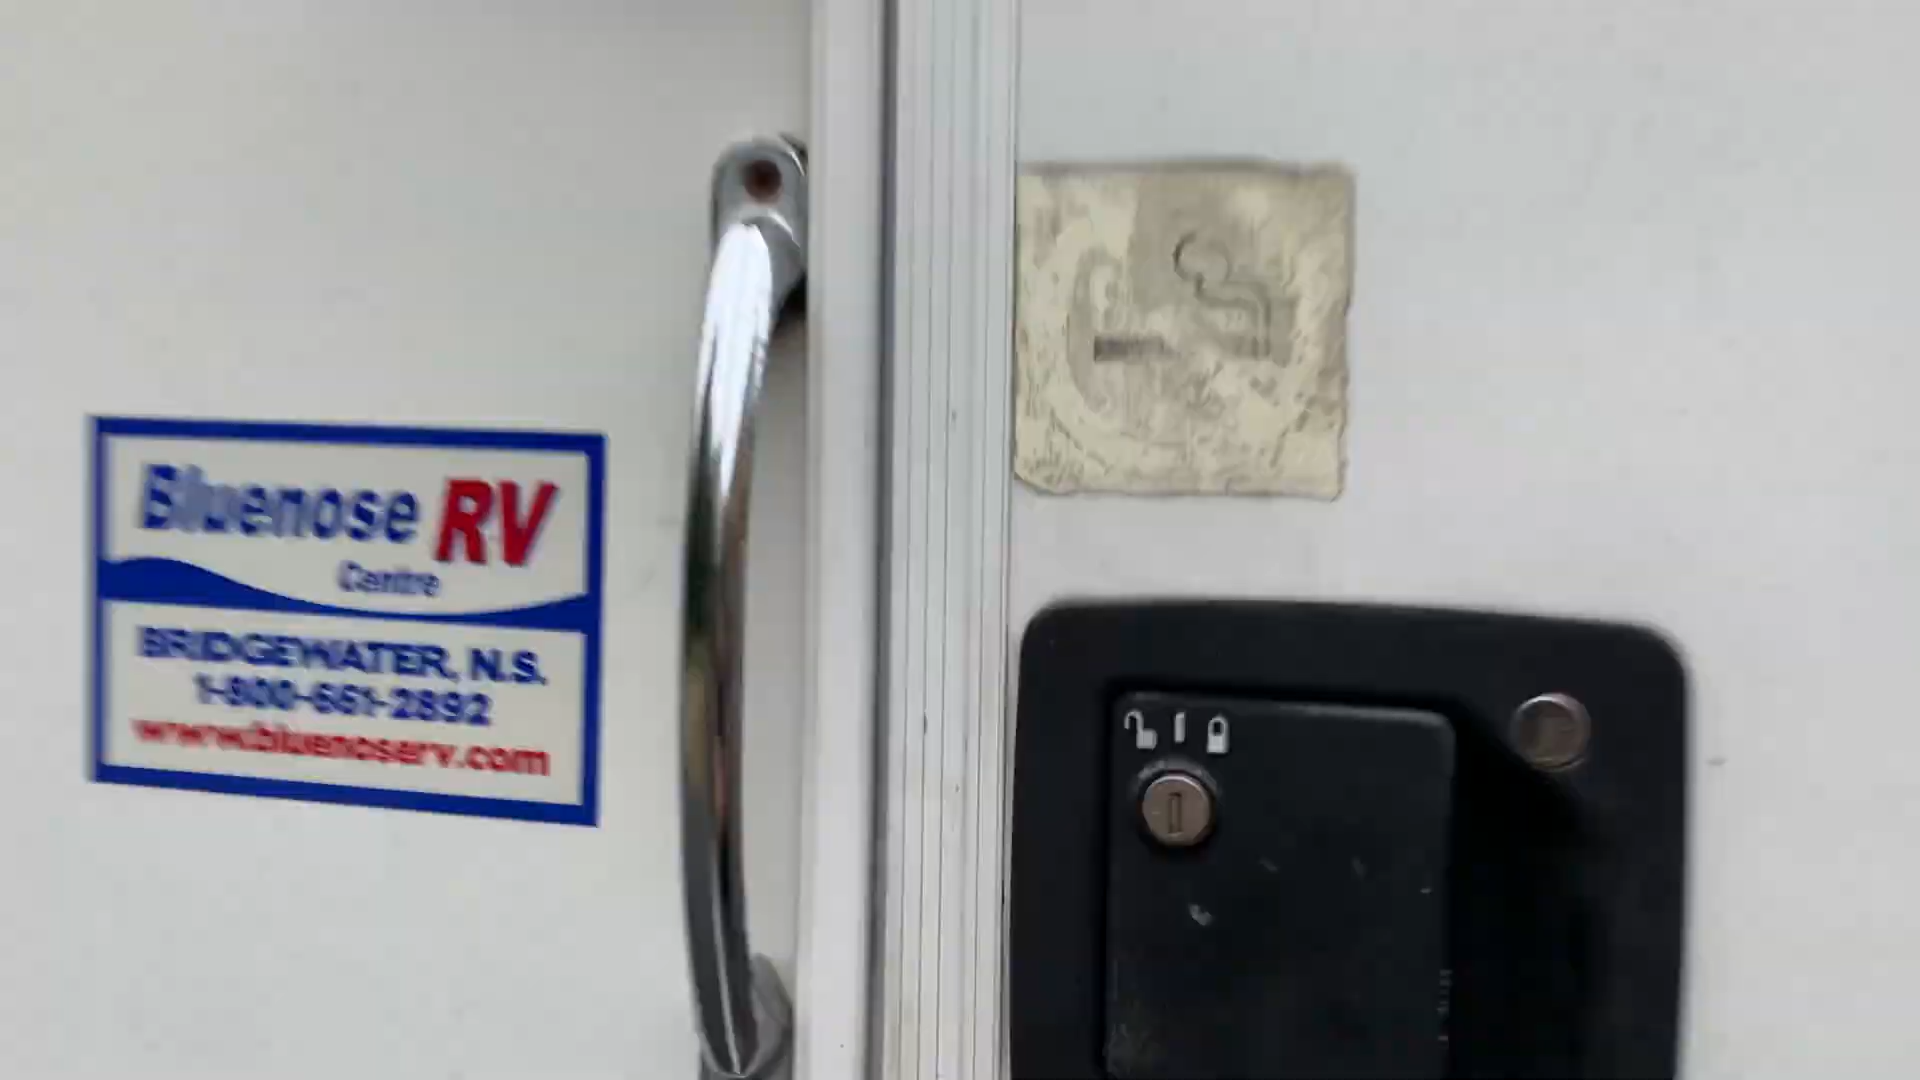 Bluenose RV
Centre
BRIDGEWATER, N.S.
1-800-661-2892
www.bluenoserv.com